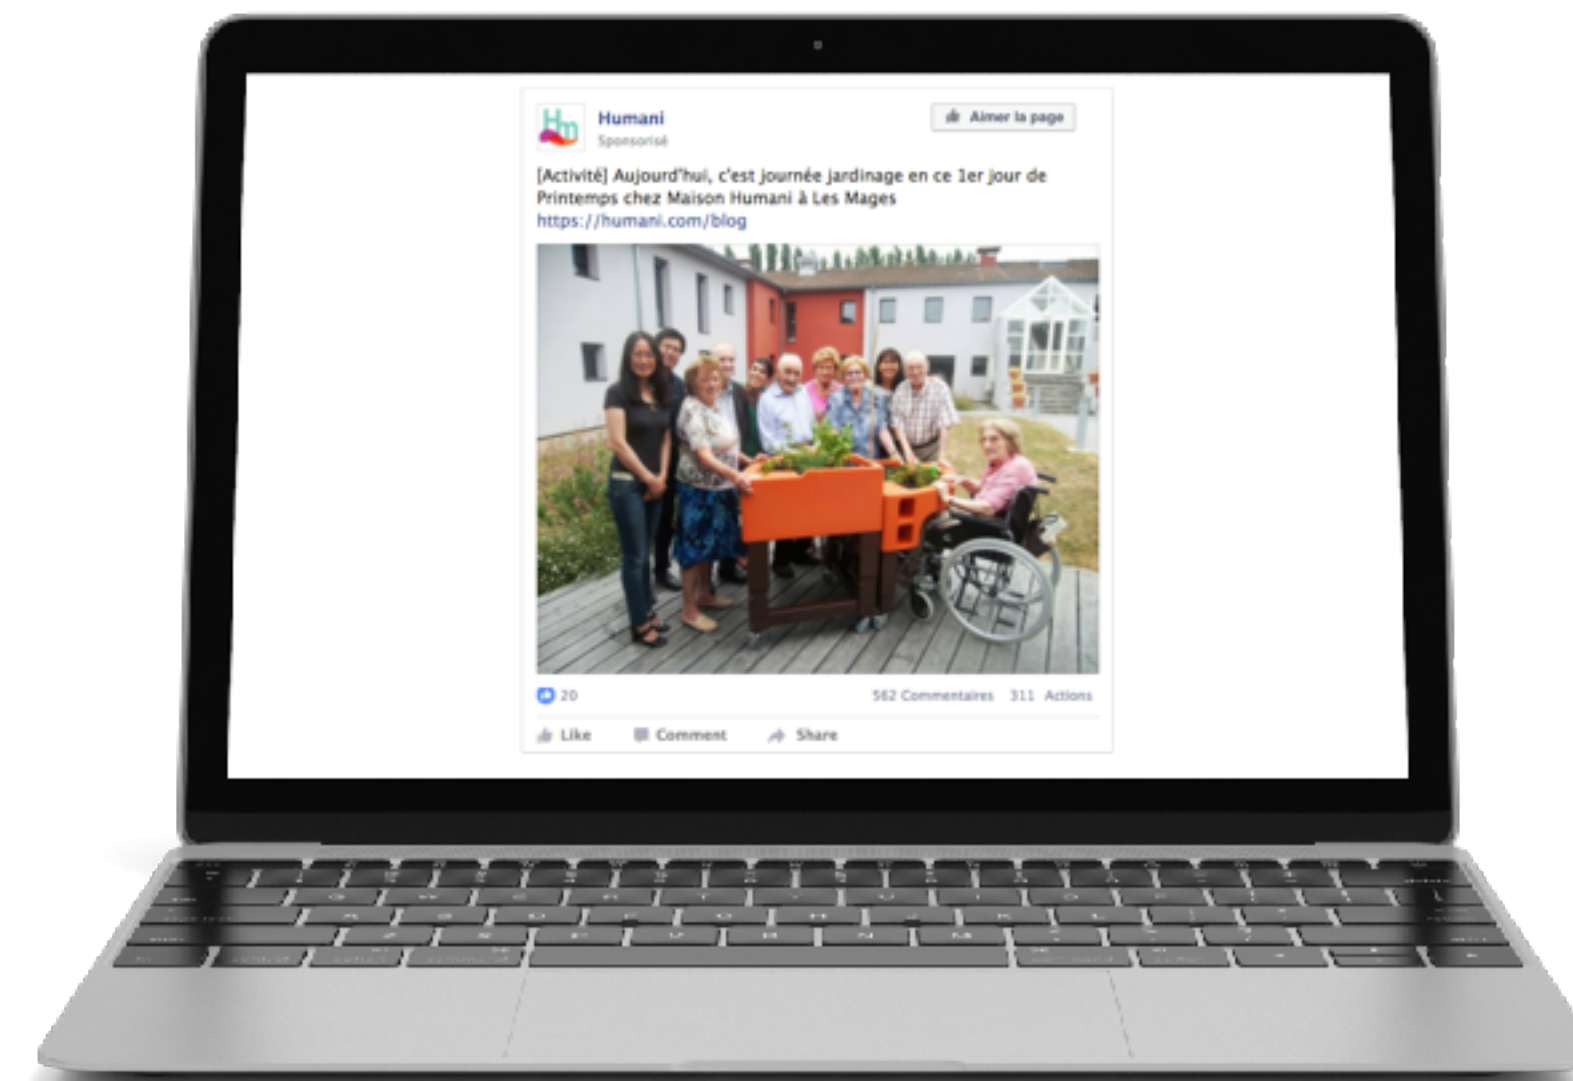 Hm
Humani
Sponsorisé
Aimer la page
[Activité] Aujourd'hui, c'est journée jardinage en ce 1er jour de
Printemps chez Maison Humani à Les Mages
https://humani.com/blog
20
562 Commentaires 311 Actions
Like Comment Share